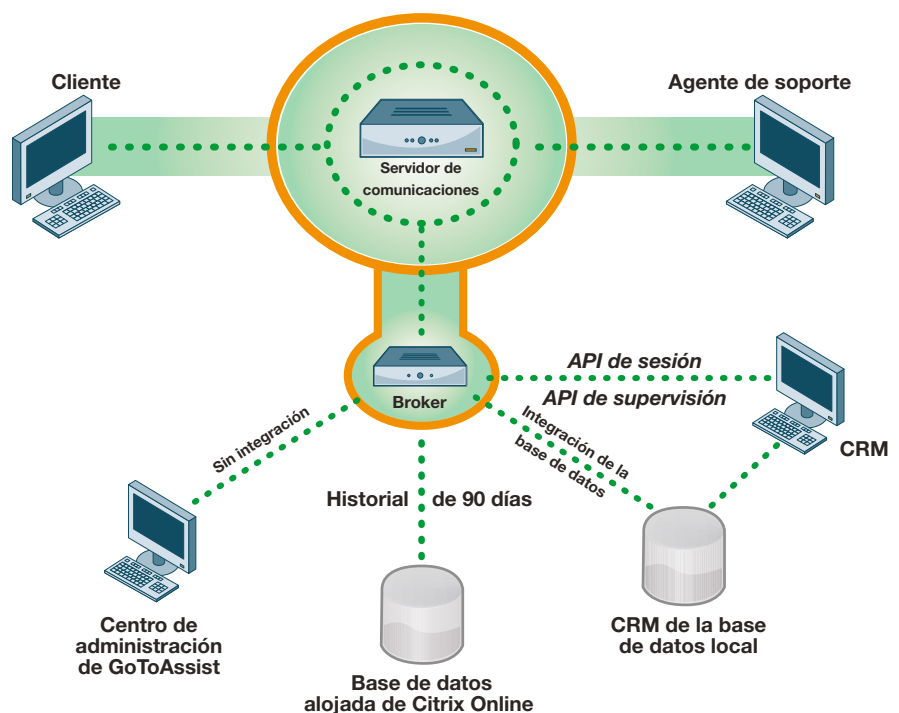 Cliente
Agente de soporte
Servidor de
comunicaciones
Broker
API de sesión
API de supervisión
CRM
Sin integración
Integración de la
base de datos
Historial de 90 días
Centro de
administración
de GoToAssist
Base de datos
alojada de Citrix Online
CRM de la base
de datos local